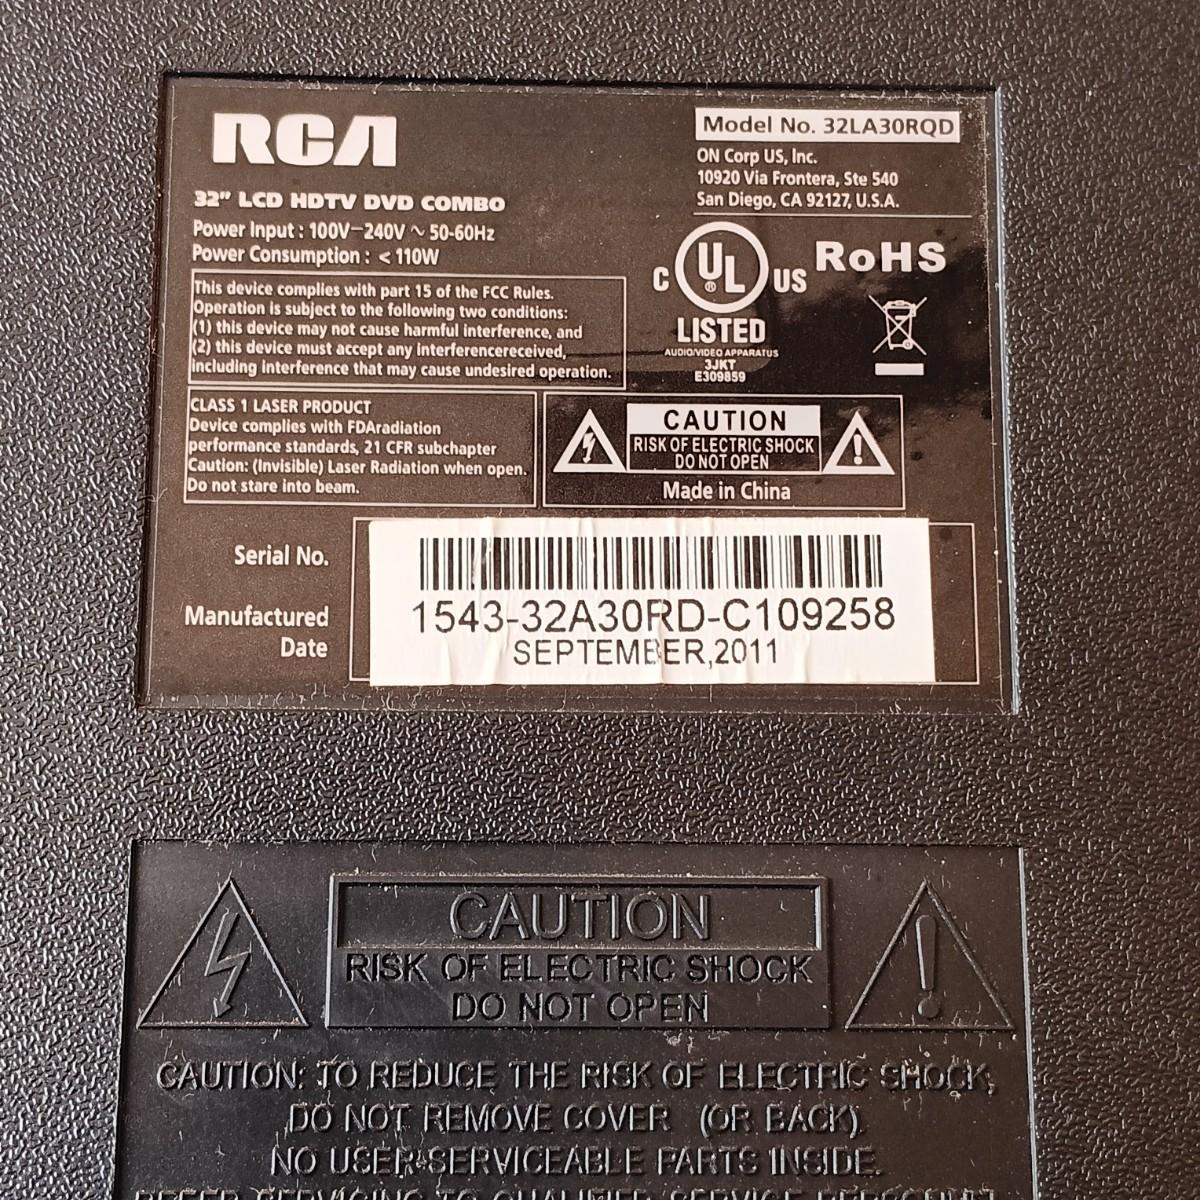 RCA
32" LCD HDTV DVD COMBO
Power Input : 100V-240V ~ 50-60Hz
Power Consumption : < 110W
Model No. 32LA30RQD
ON Corp US, Inc.
10920 Via Frontera, Ste 540
San Diego, CA 92127, U.S.A.
This device complies with part 15 of the FCC Rules.
Operation is subject to the following two conditions:
(1) this device may not cause harmful interference, and
(2) this device must accept any interferencereceived,
including interference that may cause undesired operation.
C UL ® US
LISTED
AUDIO/VIDEO APPARATUS
3JKT
E309859
RoHS
CLASS 1 LASER PRODUCT
Device complies with FDAradiation
performance standards, 21 CFR subchapter
Caution: (Invisible) Laser Radiation when open.
Do not stare into beam.
CAUTION
RISK OF ELECTRIC SHOCK
DO NOT OPEN
Made in China
Serial No.
1543-32A30RD-C109258
Manufactured
Date
SEPTEMBER,2011
CAUTION
RISK OF ELECTRIC SHOCK
DO NOT OPEN
CAUTION: TO REDUCE THE RISK OF ELECTRIC SHOCK,
DO NOT REMOVE COVER (OR BACK).
NO USER-SERVICEABLE PARTS INSIDE.
REFER SERVICING TO QUALIFIED SERVICE PERSONNEL